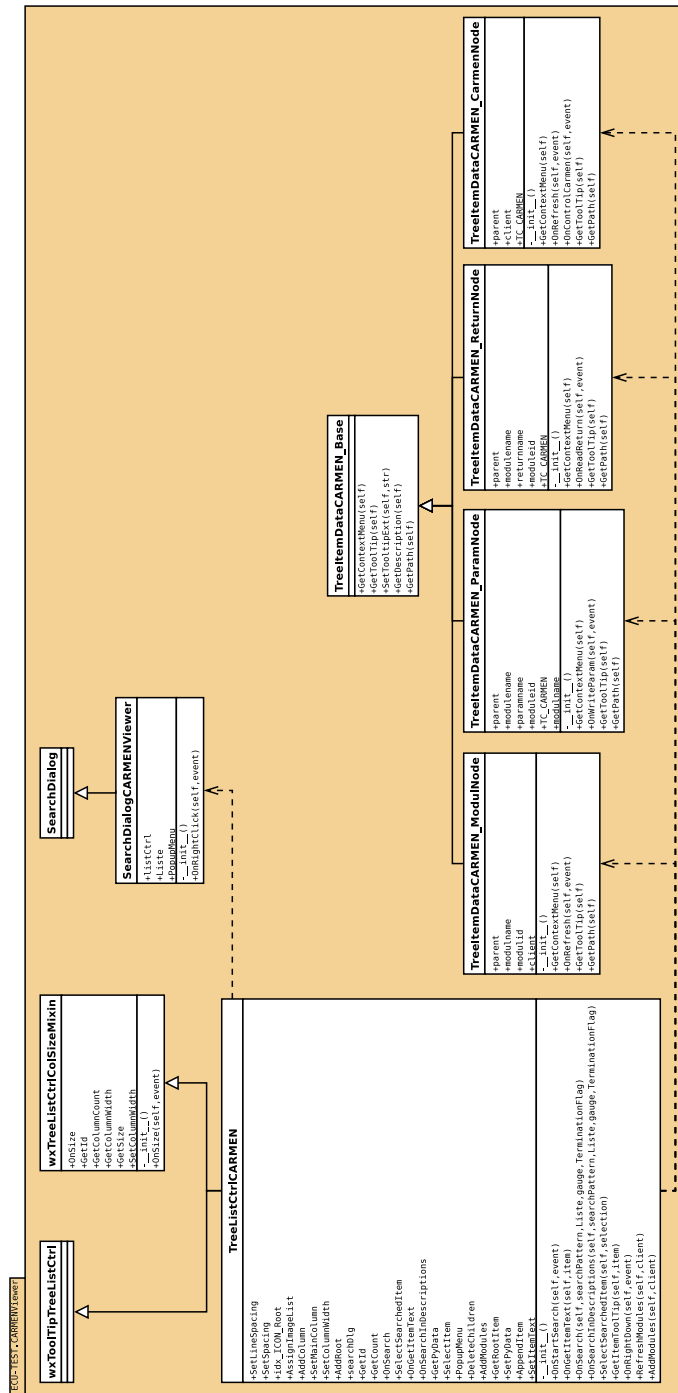 ECU-TEST.CARMENViewer
wxToolTipTreeListCtrl
wxTreeListCtrlColSizeMixin
+OnSize
+GetId
+GetColumnCount
+GetColumnWidth
+GetSize
+SetColumnWidth
-__init__()
+OnSize(self,event)
SearchDialog
SearchDialogCARMENViewer
+listCtrl
+Liste
+PopupMenu
-__init__()
+OnRightClick(self,event)
TreeListCtrlCARMEN
+SetLineSpacing
+SetSpacing
+idx_ICON_Root
+AssignImageList
+AddColumn
+SetMainColumn
+SetColumnWidth
+AddRoot
+searchDlg
+GetId
+GetCount
+OnSearch
+SelectSearchedItem
+OnGetItemText
+OnSearchInDescriptions
+GetPyData
+SelectItem
+PopupMenu
+DeleteChildren
+AddModules
+GetRootItem
+SetPyData
+AppendItem
+SetItemText
-__init__()
+OnStartSearch(self,event)
+OnGetItemText(self,item)
+OnSearch(self,searchPattern,Liste,gauge,TerminationFlag)
+OnSearchInDescriptions(self,searchPattern,Liste,gauge,TerminationFlag)
+SelectSearchedItem(self,selection)
+GetItemToolTip(self,item)
+OnRightDown(self,event)
+RefreshModules(self,client)
+AddModules(self,client)
TreeItemDataCARMEN_Base
+GetContextMenu(self)
+GetToolTip(self)
+SetTooltipExt(self,str)
+GetDescription(self)
+GetPath(self)
TreeItemDataCARMEN_ModulNode
+parent
+modulname
+modulid
+client
-__init__()
+GetContextMenu(self)
+OnRefresh(self,event)
+GetToolTip(self)
+GetPath(self)
TreeItemDataCARMEN_ParamNode
+parent
+modulename
+paramname
+moduleid
+TC_CARMEN
+modulname
-__init__()
+GetContextMenu(self)
+OnWriteParam(self,event)
+GetToolTip(self)
+GetPath(self)
TreeItemDataCARMEN_ReturnNode
+parent
+modulename
+returnname
+moduleid
+TC_CARMEN
-__init__()
+GetContextMenu(self)
+OnReadReturn(self,event)
+GetToolTip(self)
+GetPath(self)
TreeItemDataCARMEN_CarmenNode
+parent
+client
+TC_CARMEN
-__init__()
+GetContextMenu(self)
+OnRefresh(self,event)
+OnControlCarmen(self,event)
+GetToolTip(self)
+GetPath(self)